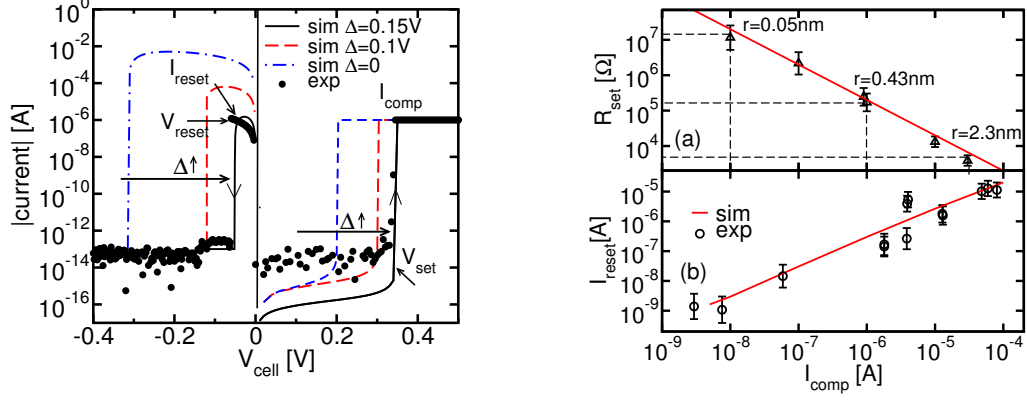 10^0
10^-2
10^-4
10^-6
10^-8
10^-10
10^-12
10^-14
10^-16
|current| [A]
sim Δ=0.15V
sim Δ=0.1V
sim Δ=0
exp
I_reset
V_reset
I_comp
Δ↑
Δ↑
V_set
-0.4 -0.2 0 0.2 0.4
V_cell [V]
10^7
10^6
10^5
10^4
R_set [Ω]
r=0.05nm
r=0.43nm
r=2.3nm
(a)
10^-5
10^-6
10^-7
10^-8
10^-9
I_reset[A]
sim
exp
(b)
10^-9 10^-8 10^-7 10^-6 10^-5 10^-4
I_comp [A]